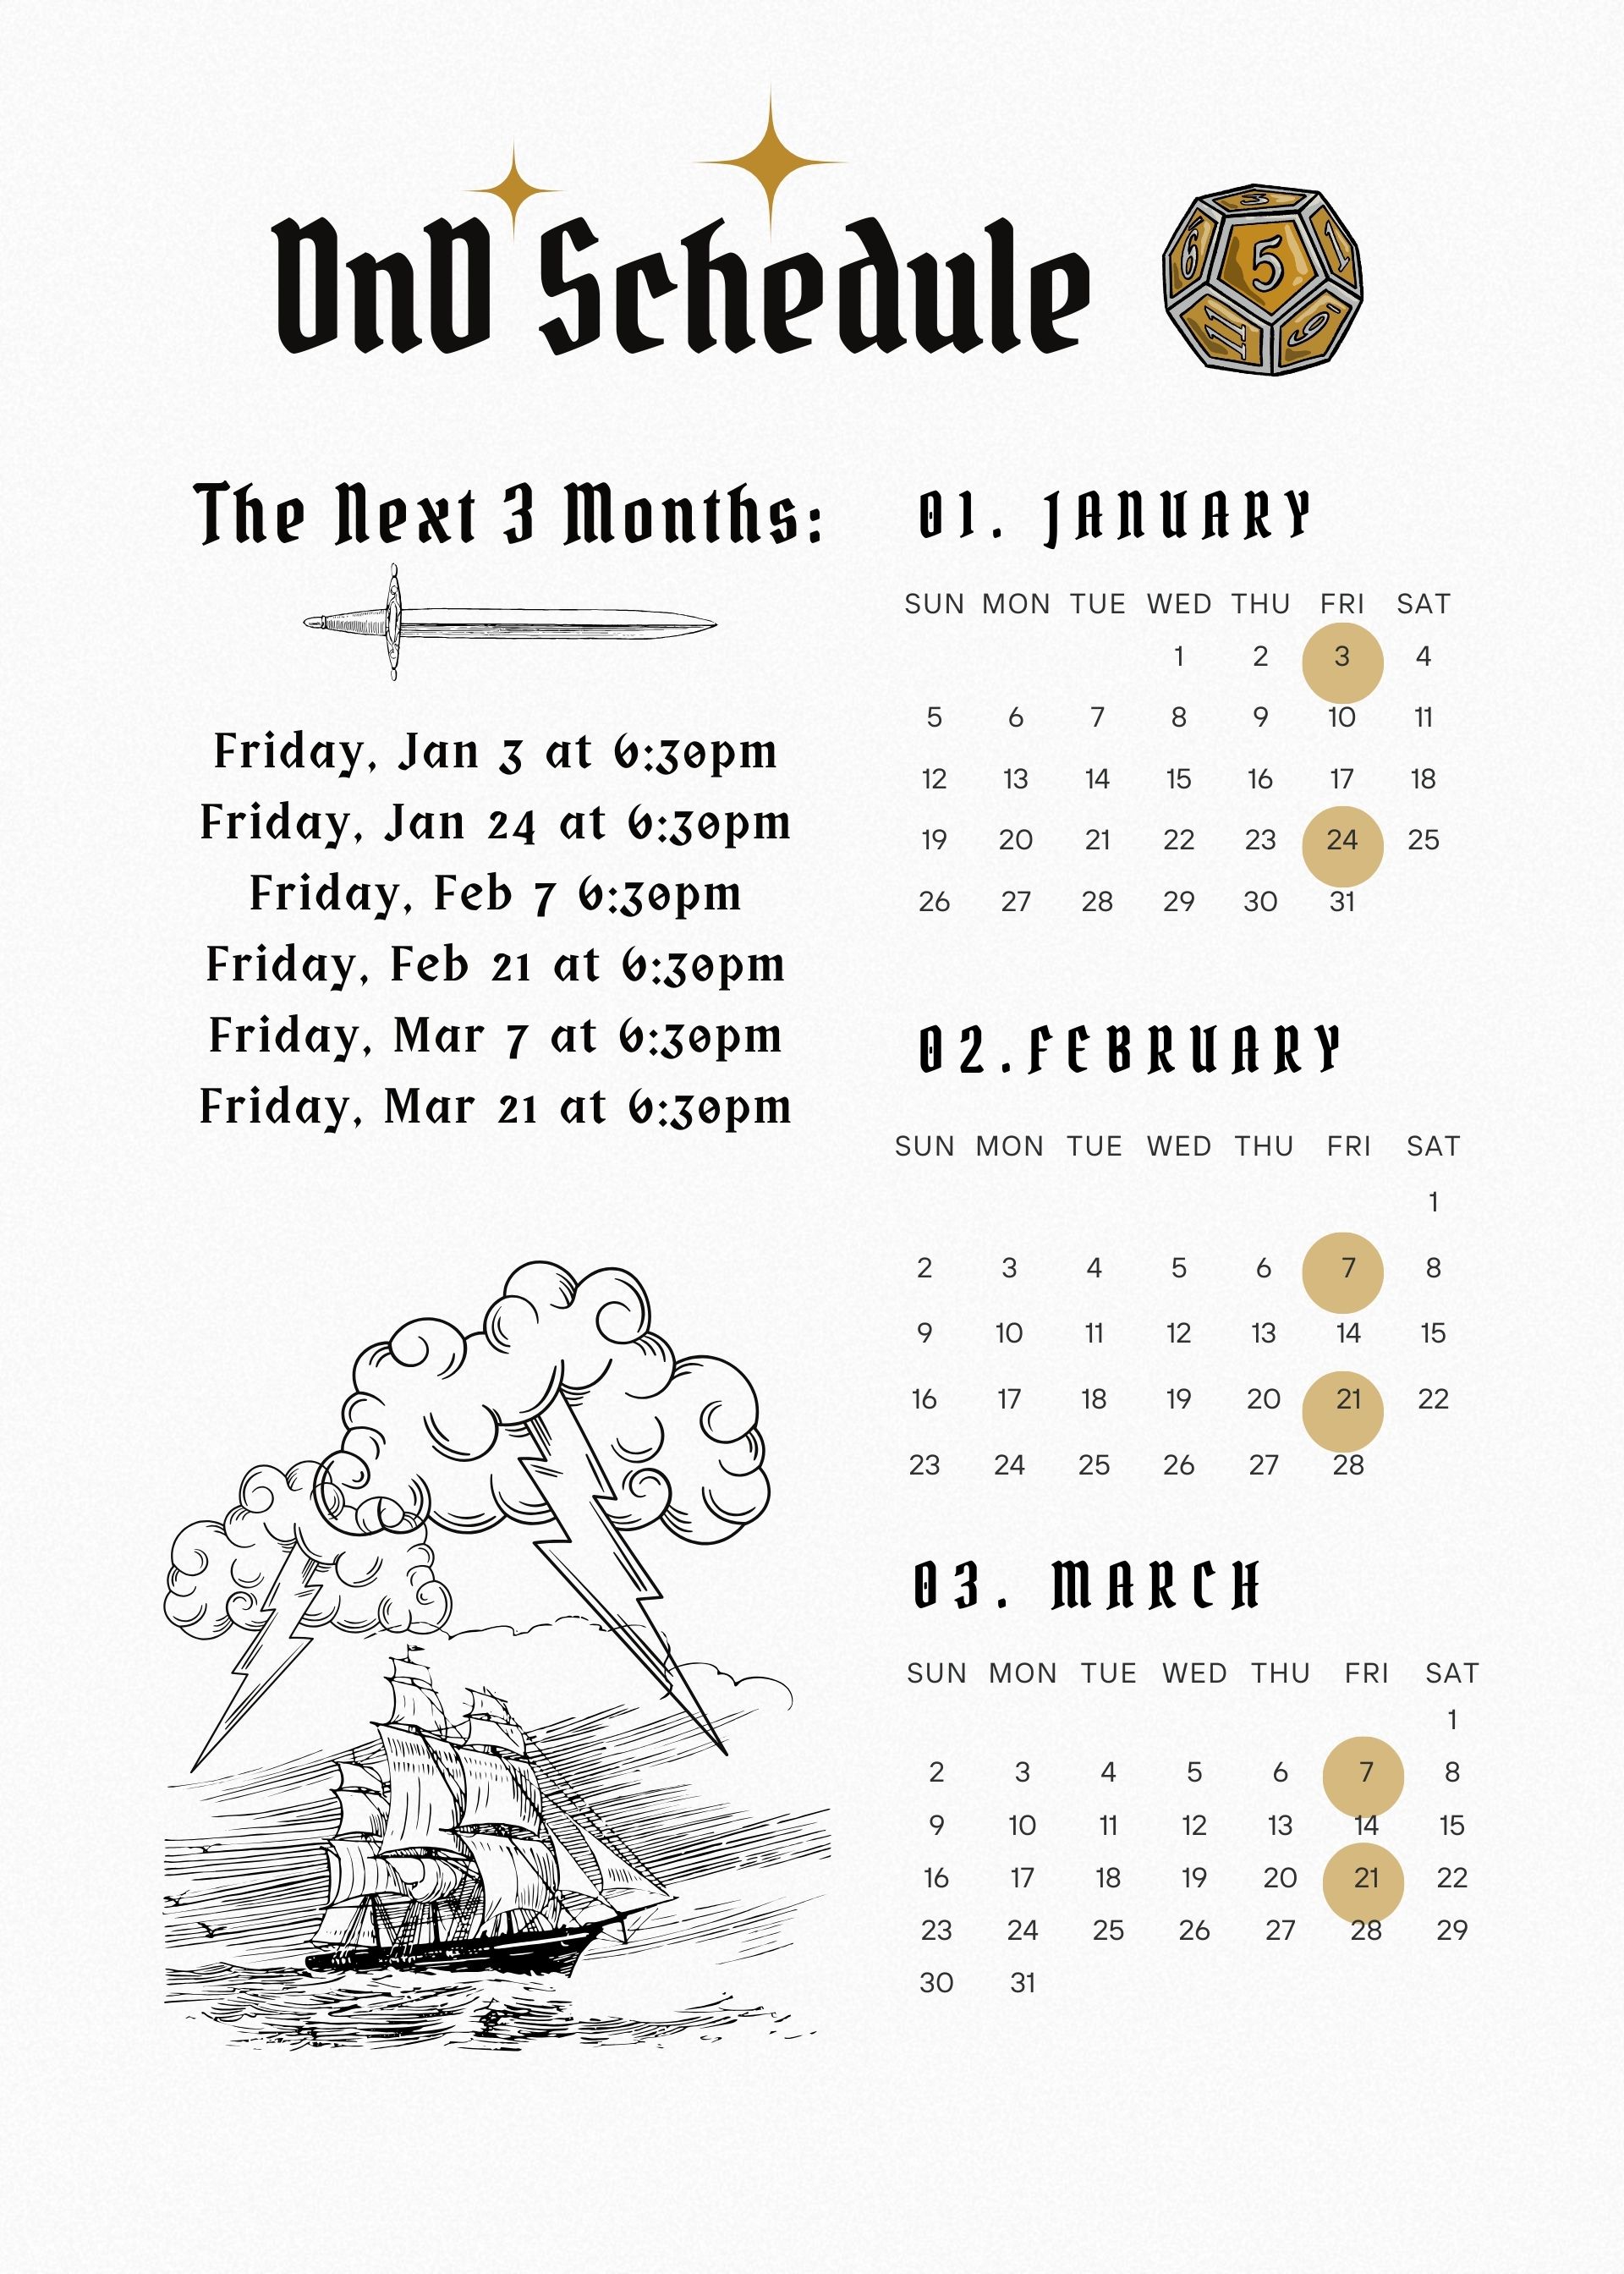 DnD Schedule
3
6
5
1
11
9
The Next 3 Months:
Friday, Jan 3 at 6:30pm
Friday, Jan 24 at 6:30pm
Friday, Feb 7 6:30pm
Friday, Feb 21 at 6:30pm
Friday, Mar 7 at 6:30pm
Friday, Mar 21 at 6:30pm
01. JANUARY
SUN MON TUE WED THU FRI SAT
1 2 3 4
5 6 7 8 9 10 11
12 13 14 15 16 17 18
19 20 21 22 23 24 25
26 27 28 29 30 31
02.FEBRUARY
SUN MON TUE WED THU FRI SAT
1
2 3 4 5 6 7 8
9 10 11 12 13 14 15
16 17 18 19 20 21 22
23 24 25 26 27 28
03. MARCH
SUN MON TUE WED THU FRI SAT
1
2 3 4 5 6 7 8
9 10 11 12 13 14 15
16 17 18 19 20 21 22
23 24 25 26 27 28 29
30 31